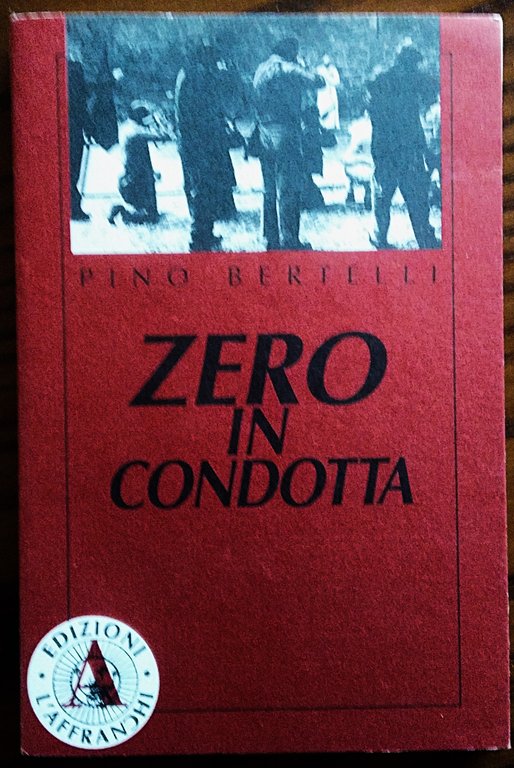 PINO BERTELLI
ZERO
IN
CONDOTTA
EDIZIONI
A
L'AFFRANCHI